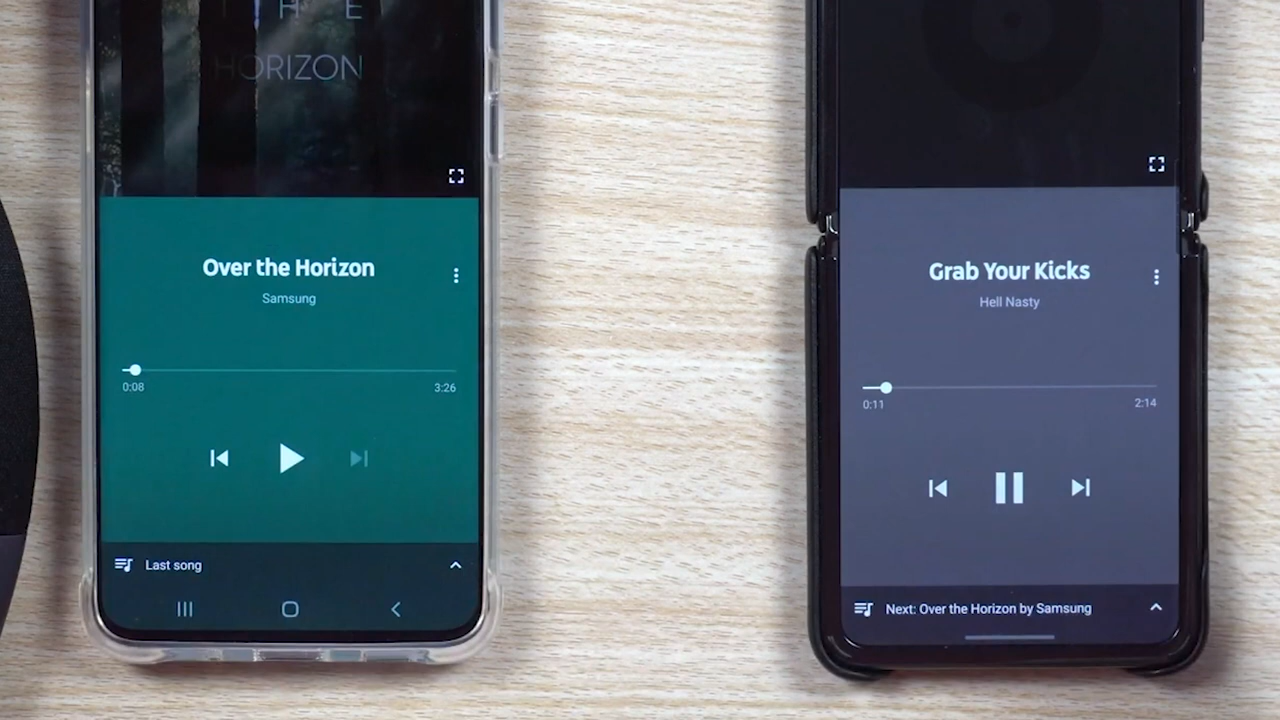 THE
HORIZON
Over the Horizon
Samsung
0:08
3:26
Last song
Grab Your Kicks
Hell Nasty
0:11
2:14
Next: Over the Horizon by Samsung